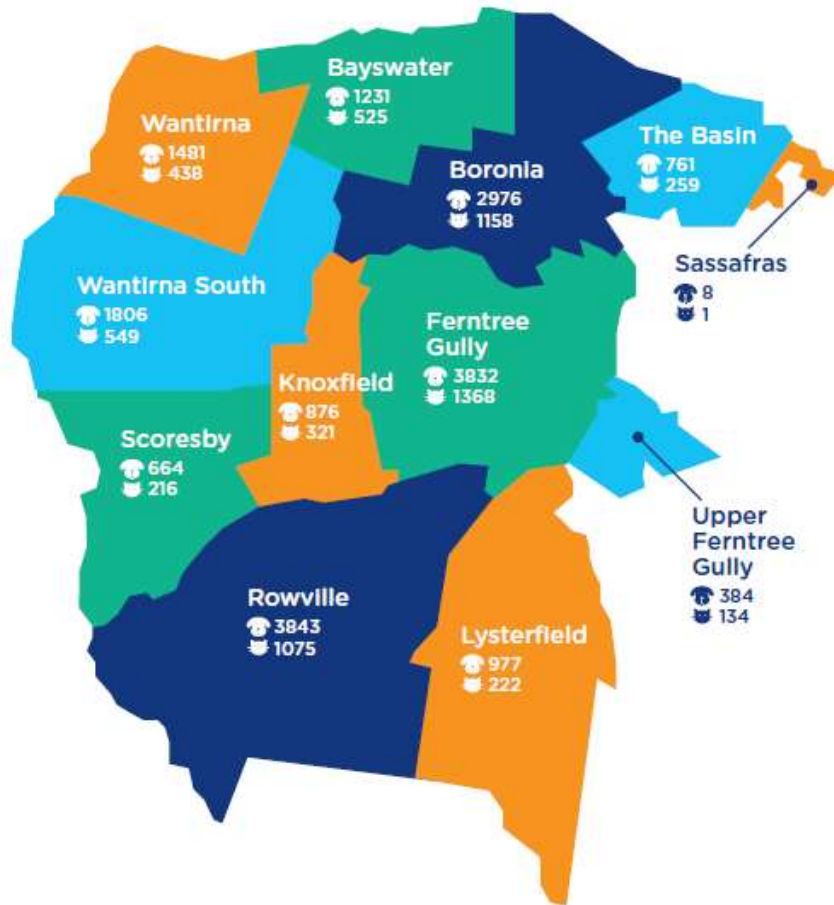 Bayswater
1231
525
Wantirna
1481
438
The Basin
761
259
Boronia
2976
1158
Sassafras
8
1
Wantirna South
1806
549
Ferntree
Gully
3832
1368
Knoxfield
876
321
Scoresby
664
216
Upper
Ferntree
Gully
384
134
Rowville
3843
1075
Lysterfield
977
222